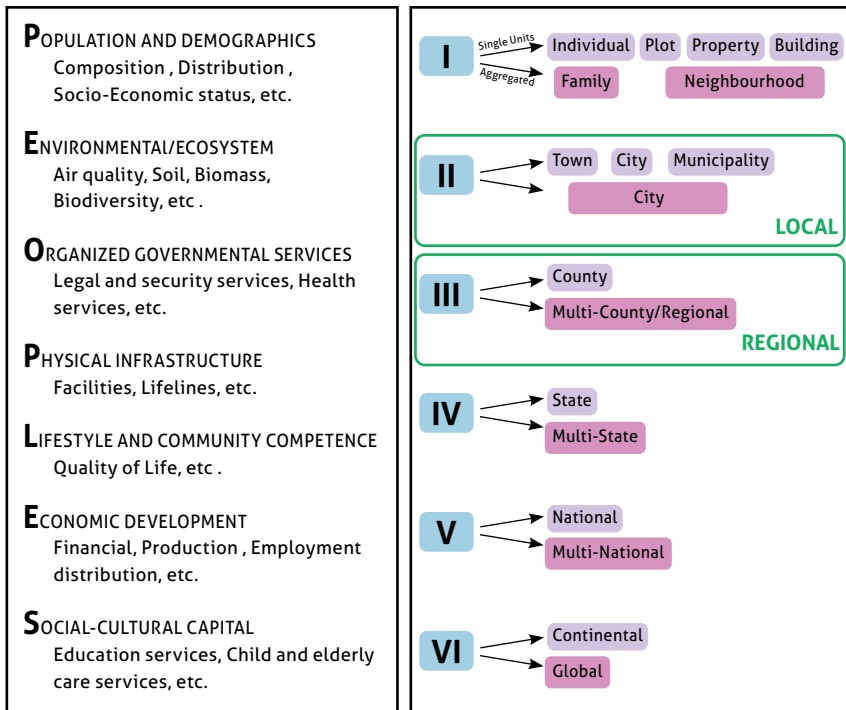 POPULATION AND DEMOGRAPHICS
Composition , Distribution ,
Socio-Economic status, etc.
ENVIRONMENTAl/ECOSYSTEM
Air quality, Soil, Biomass,
Biodiversity, etc .
ORGANIZED GOVERNMENTAL SERVICES
Legal and security services, Health
services, etc.
PHYSICAL INFRASTRUCTURE
Facilities, Lifelines, etc.
LIFESTYLE AND COMMUNITY COMPETENCE
Quality of Life, etc .
ECONOMIC DEVELOPMENT
Financial, Production , Employment
distribution, etc.
SOCIAL-CULTURAL CAPITAL
Education services, Child and elderly
care services, etc.
I
Single Units
Individual Plot Property Building
Aggregated
Family Neighbourhood
II
Town City Municipality
City
LOCAL
III
County
Multi-County/Regional
REGIONAL
IV
State
Multi-State
V
National
Multi-National
VI
Continental
Global